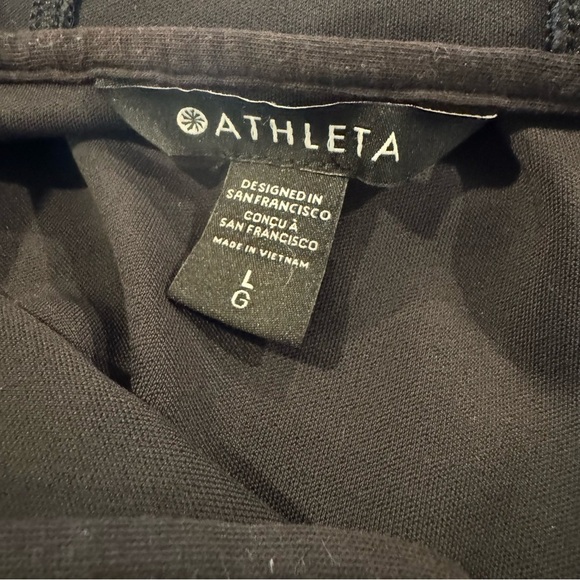 ATHLETA
DESIGNED IN
SAN FRANCISCO
CONÇU À
SAN FRANCISCO
MADE IN VIETNAM
L
G